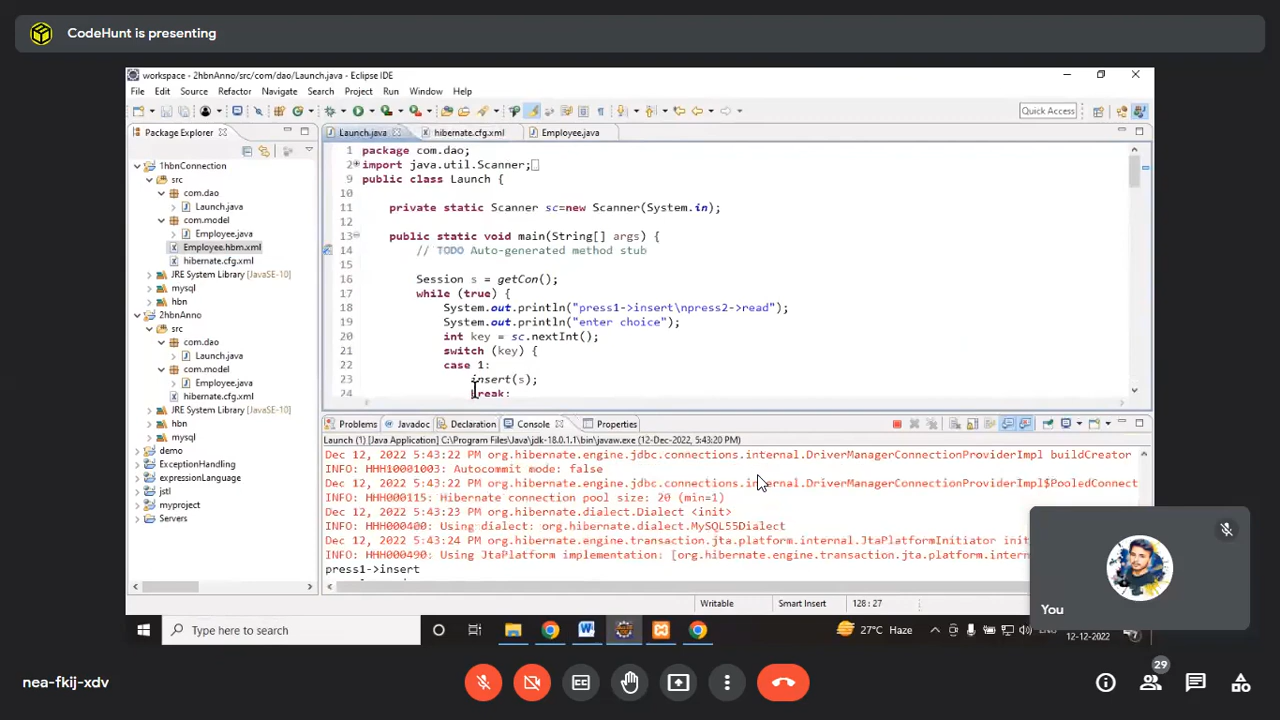 CodeHunt is presenting
workspace - 2hbnAnno/src/com/dao/Launch.java - Eclipse IDE
File Edit Source Refactor Navigate Search Project Run Window Help
Quick Access
Package Explorer
1hbnConnection
src
com.dao
Launch.java
com.model
Employee.java
Employee.hbm.xml
hibernate.cfg.xml
JRE System Library [JavaSE-10]
mysql
hbn
2hbnAnno
src
com.dao
Launch.java
com.model
Employee.java
hibernate.cfg.xml
JRE System Library [JavaSE-10]
hbn
mysql
demo
ExceptionHandling
expressionLanguage
jstl
myproject
Servers
Launch.java hibernate.cfg.xml Employee.java
1 package com.dao;
2 import java.util.Scanner;
9 public class Launch {
10
11 private static Scanner sc=new Scanner(System.in);
12
13 public static void main(String[] args) {
14 // TODO Auto-generated method stub
15
16 Session s = getCon();
17 while (true) {
18 System.out.println("press1->insert\npress2->read");
19 System.out.println("enter choice");
20 int key = sc.nextInt();
21 switch (key) {
22 case 1:
23 insert(s);
24 break;
Problems Javadoc Declaration Console Properties
Launch (1) [Java Application] C:\Program Files\Java\jdk-18.0.1.1\bin\javaw.exe (12-Dec-2022, 5:43:20 PM)
Dec 12, 2022 5:43:22 PM org.hibernate.engine.jdbc.connections.internal.DriverManagerConnectionProviderImpl buildCreator
INFO: HHH10001003: Autocommit mode: false
Dec 12, 2022 5:43:22 PM org.hibernate.engine.jdbc.connections.internal.DriverManagerConnectionProviderImpl$PooledConnect
INFO: HHH000115: Hibernate connection pool size: 20 (min=1)
Dec 12, 2022 5:43:23 PM org.hibernate.dialect.Dialect <init>
INFO: HHH000400: Using dialect: org.hibernate.dialect.MySQL55Dialect
Dec 12, 2022 5:43:24 PM org.hibernate.engine.transaction.jta.platform.internal.JtaPlatformInitiator init
INFO: HHH000490: Using JtaPlatform implementation: [org.hibernate.engine.transaction.jta.platform.interna
press1->insert
Writable Smart Insert 128 : 27
You
Type here to search
27°C Haze
12-12-2022
nea-fkij-xdv
29